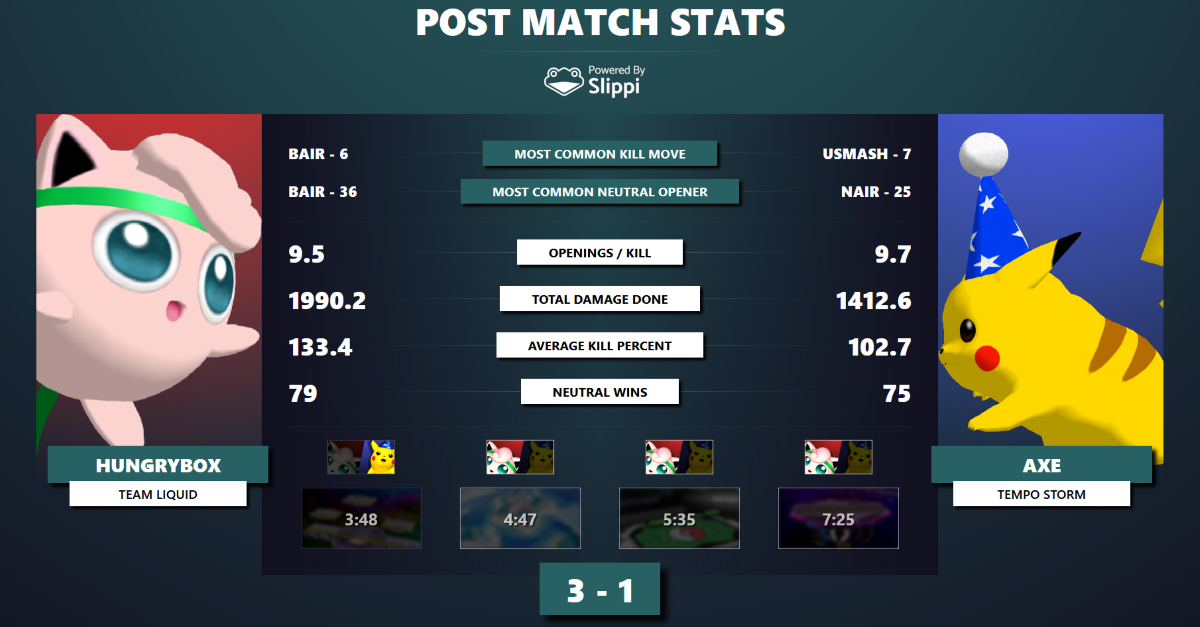 POST MATCH STATS
Powered By
Slippi
BAIR - 6 MOST COMMON KILL MOVE USMASH - 7
BAIR - 36 MOST COMMON NEUTRAL OPENER NAIR - 25
9.5 OPENINGS / KILL 9.7
1990.2 TOTAL DAMAGE DONE 1412.6
133.4 AVERAGE KILL PERCENT 102.7
79 NEUTRAL WINS 75
HUNGRYBOX
TEAM LIQUID
AXE
TEMPO STORM
3:48 4:47 5:35 7:25
3 - 1